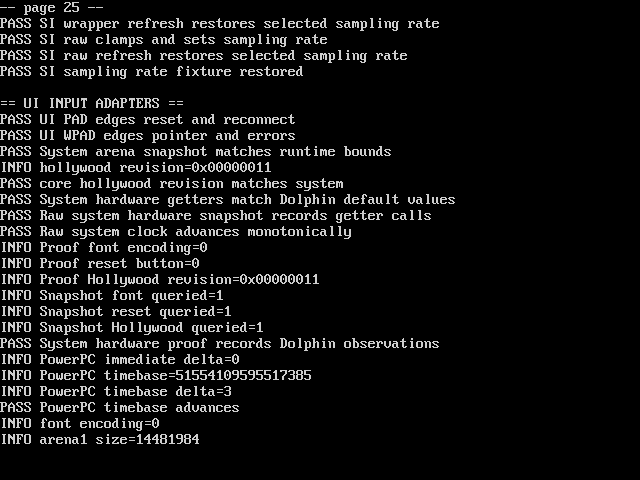 -- page 25 --
PASS SI wrapper refresh restores selected sampling rate
PASS SI raw clamps and sets sampling rate
PASS SI raw refresh restores selected sampling rate
PASS SI sampling rate fixture restored
== UI INPUT ADAPTERS ==
PASS UI PAD edges reset and reconnect
PASS UI WPAD edges pointer and errors
PASS System arena snapshot matches runtime bounds
INFO hollywood revision=0x00000011
PASS core hollywood revision matches system
PASS System hardware getters match Dolphin default values
PASS Raw system hardware snapshot records getter calls
PASS Raw system clock advances monotonically
INFO Proof font encoding=0
INFO Proof reset button=0
INFO Proof Hollywood revision=0x00000011
INFO Snapshot font queried=1
INFO Snapshot reset queried=1
INFO Snapshot Hollywood queried=1
PASS System hardware proof records Dolphin observations
INFO PowerPC immediate delta=0
INFO PowerPC timebase=51554109595517385
INFO PowerPC timebase delta=3
PASS PowerPC timebase advances
INFO font encoding=0
INFO arena1 size=14481984